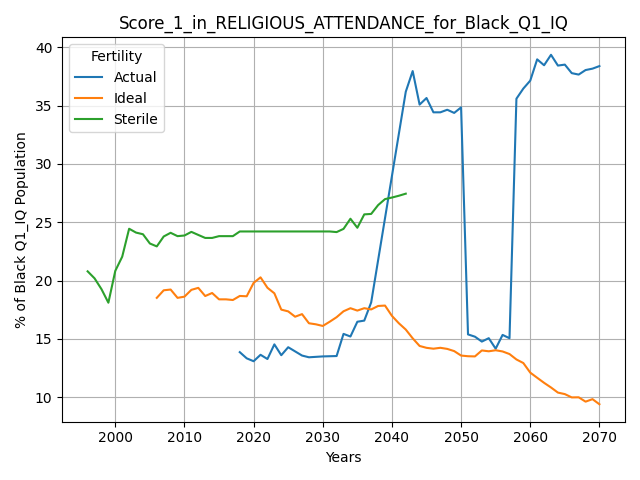 Score_1_in_RELIGIOUS_ATTENDANCE_for_Black_Q1_IQ
Fertility
Actual
Ideal
Sterile
% of Black Q1_IQ Population
40
35
30
25
20
15
10
2000
2010
2020
2030
2040
2050
2060
2070
Years